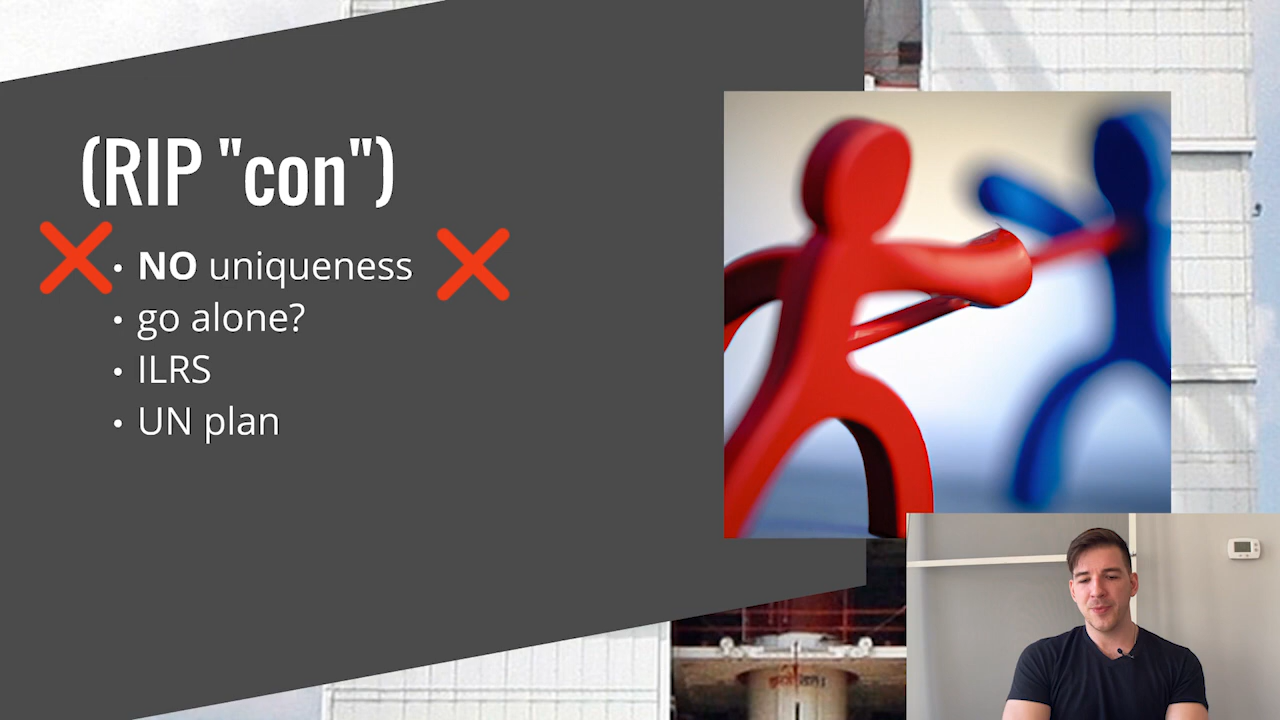 (RIP "con")
• NO uniqueness
• go alone?
• ILRS
• UN plan